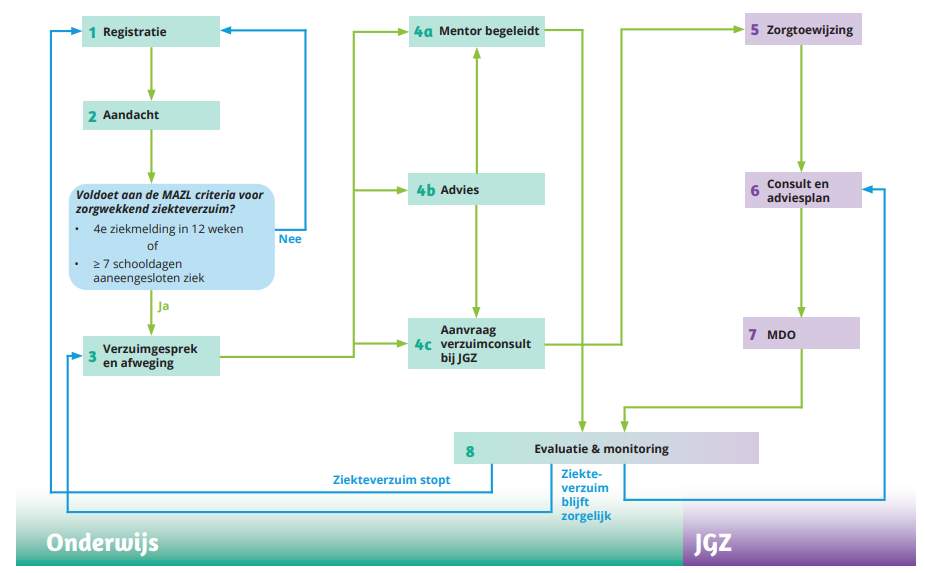 1 Registratie
2 Aandacht
Voldoet aan de MAZL criteria voor
zorgwekkend ziekteverzuim?
• 4e ziekmelding in 12 weken
of
• ≥ 7 schooldagen
aaneengesloten ziek
Nee
Ja
3 Verzuimgesprek
en afweging
4a Mentor begeleidt
4b Advies
4c Aanvraag
verzuimconsult
bij JGZ
5 Zorgtoewijzing
6 Consult en
adviesplan
7 MDO
8 Evaluatie & monitoring
Ziekteverzuim stopt
Ziekte-
verzuim
blijft
zorgelijk
Onderwijs
JGZ